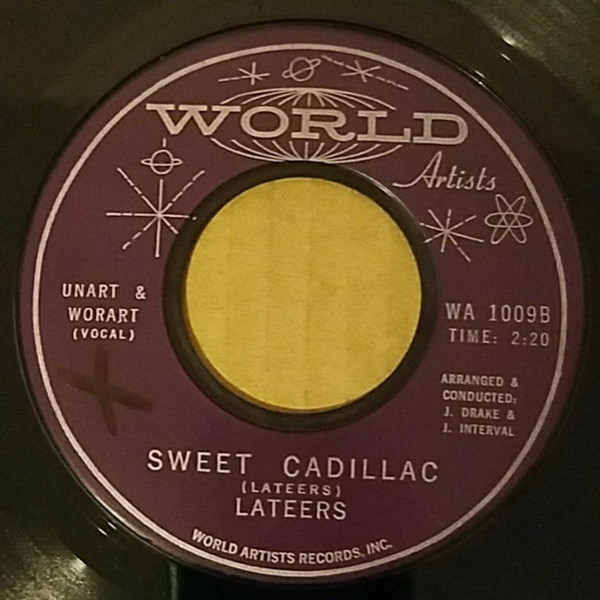 WORLD
Artists
UNART &
WORART
(VOCAL)
WA 1009B
TIME: 2:20
ARRANGED &
CONDUCTED:
J. DRAKE &
J. INTERVAL
SWEET CADILLAC
(LATEERS)
LATEERS
WORLD ARTISTS RECORDS, INC.